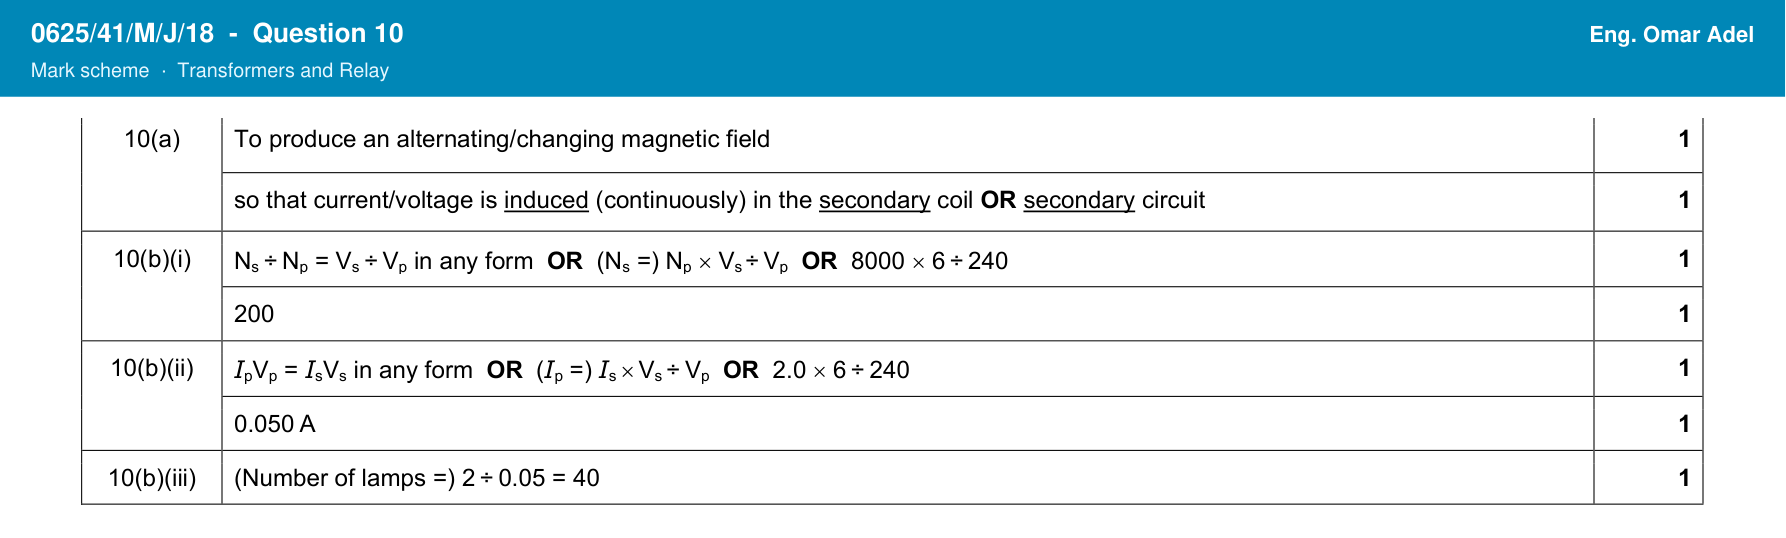 0625/41/M/J/18 - Question 10
Eng. Omar Adel
Mark scheme · Transformers and Relay
10(a) To produce an alternating/changing magnetic field 1
so that current/voltage is induced (continuously) in the secondary coil OR secondary circuit 1
10(b)(i) Ns ÷ Np = Vs ÷ Vp in any form OR (Ns =) Np × Vs ÷ Vp OR 8000 × 6 ÷ 240 1
200 1
10(b)(ii) IpVp = IsVs in any form OR (Ip =) Is × Vs ÷ Vp OR 2.0 × 6 ÷ 240 1
0.050 A 1
10(b)(iii) (Number of lamps =) 2 ÷ 0.05 = 40 1